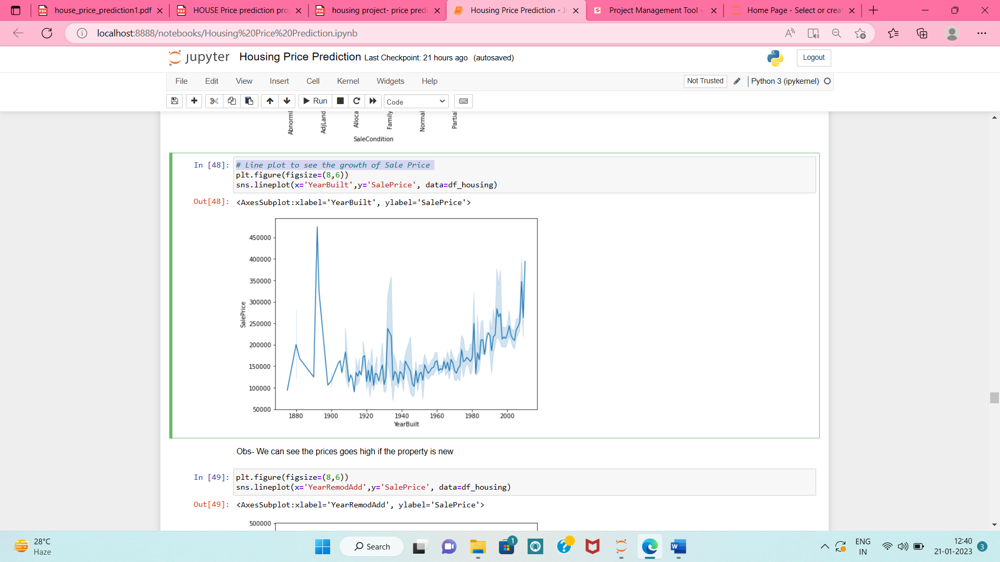 house_price_prediction1.pdf
HOUSE Price prediction pro
housing project- price predi
Housing Price Prediction - J
Project Management Tool -
Home Page - Select or crea
localhost:8888/notebooks/Housing%20Price%20Prediction.ipynb
jupyter Housing Price Prediction Last Checkpoint: 21 hours ago (autosaved)
Logout
File Edit View Insert Cell Kernel Widgets Help
Not Trusted Python 3 (ipykernel)
Run Code
Abnorml AdjLand Alloca Family Normal Partial
SaleCondition
In [48]: # Line plot to see the growth of Sale Price
plt.figure(figsize=(8,6))
sns.lineplot(x='YearBuilt',y='SalePrice', data=df_housing)
Out[48]: <AxesSubplot:xlabel='YearBuilt', ylabel='SalePrice'>
450000
400000
350000
300000
250000
200000
150000
100000
50000
SalePrice
1880 1900 1920 1940 1960 1980 2000
YearBuilt
Obs- We can see the prices goes high if the property is new
In [49]: plt.figure(figsize=(8,6))
sns.lineplot(x='YearRemodAdd',y='SalePrice', data=df_housing)
Out[49]: <AxesSubplot:xlabel='YearRemodAdd', ylabel='SalePrice'>
500000
28°C
Haze
Search
1
ENG
IN
12:40
21-01-2023
3